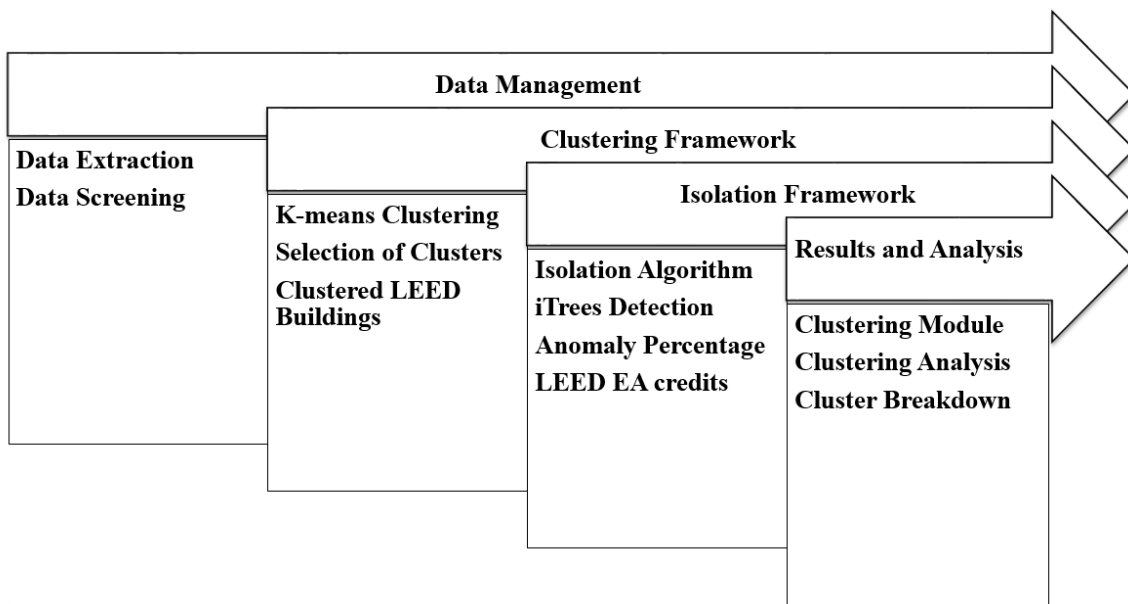 Data Management
Data Extraction
Data Screening
Clustering Framework
K-means Clustering
Selection of Clusters
Clustered LEED
Buildings
Isolation Framework
Isolation Algorithm
iTrees Detection
Anomaly Percentage
LEED EA credits
Results and Analysis
Clustering Module
Clustering Analysis
Cluster Breakdown